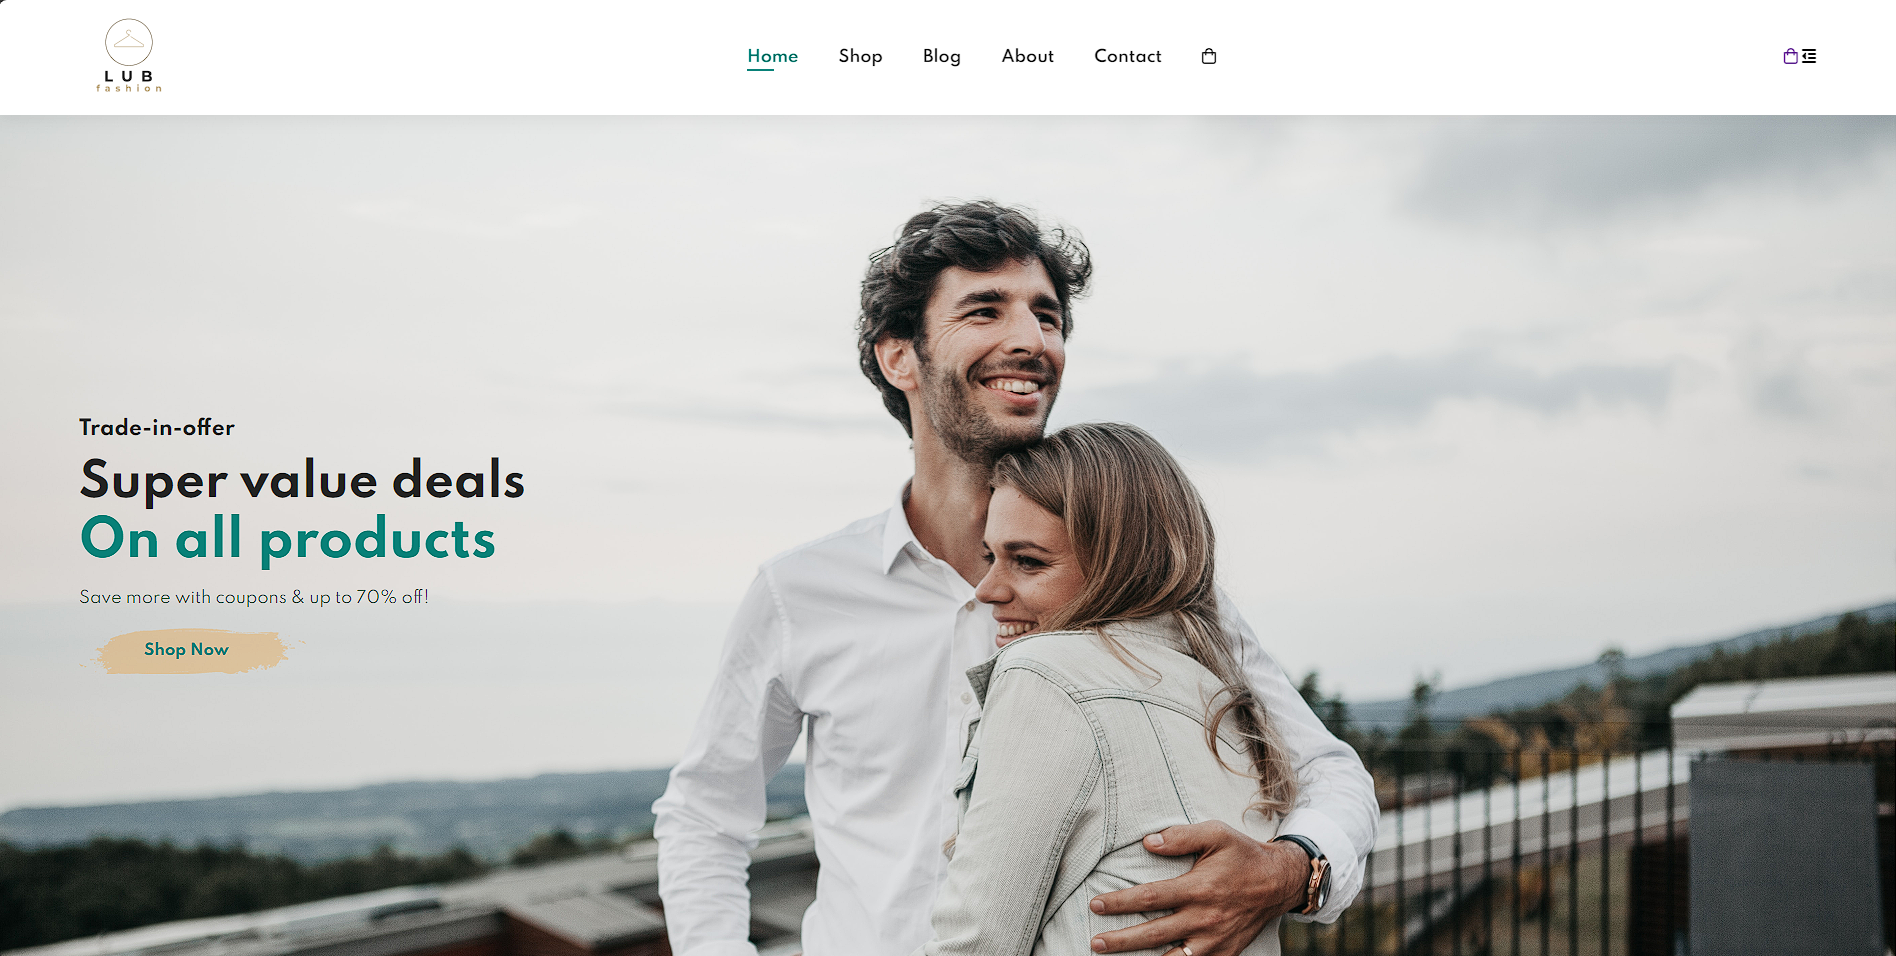 LUB
fashion
Home Shop Blog About Contact
Trade-in-offer
Super value deals
On all products
Save more with coupons & up to 70% off!
Shop Now